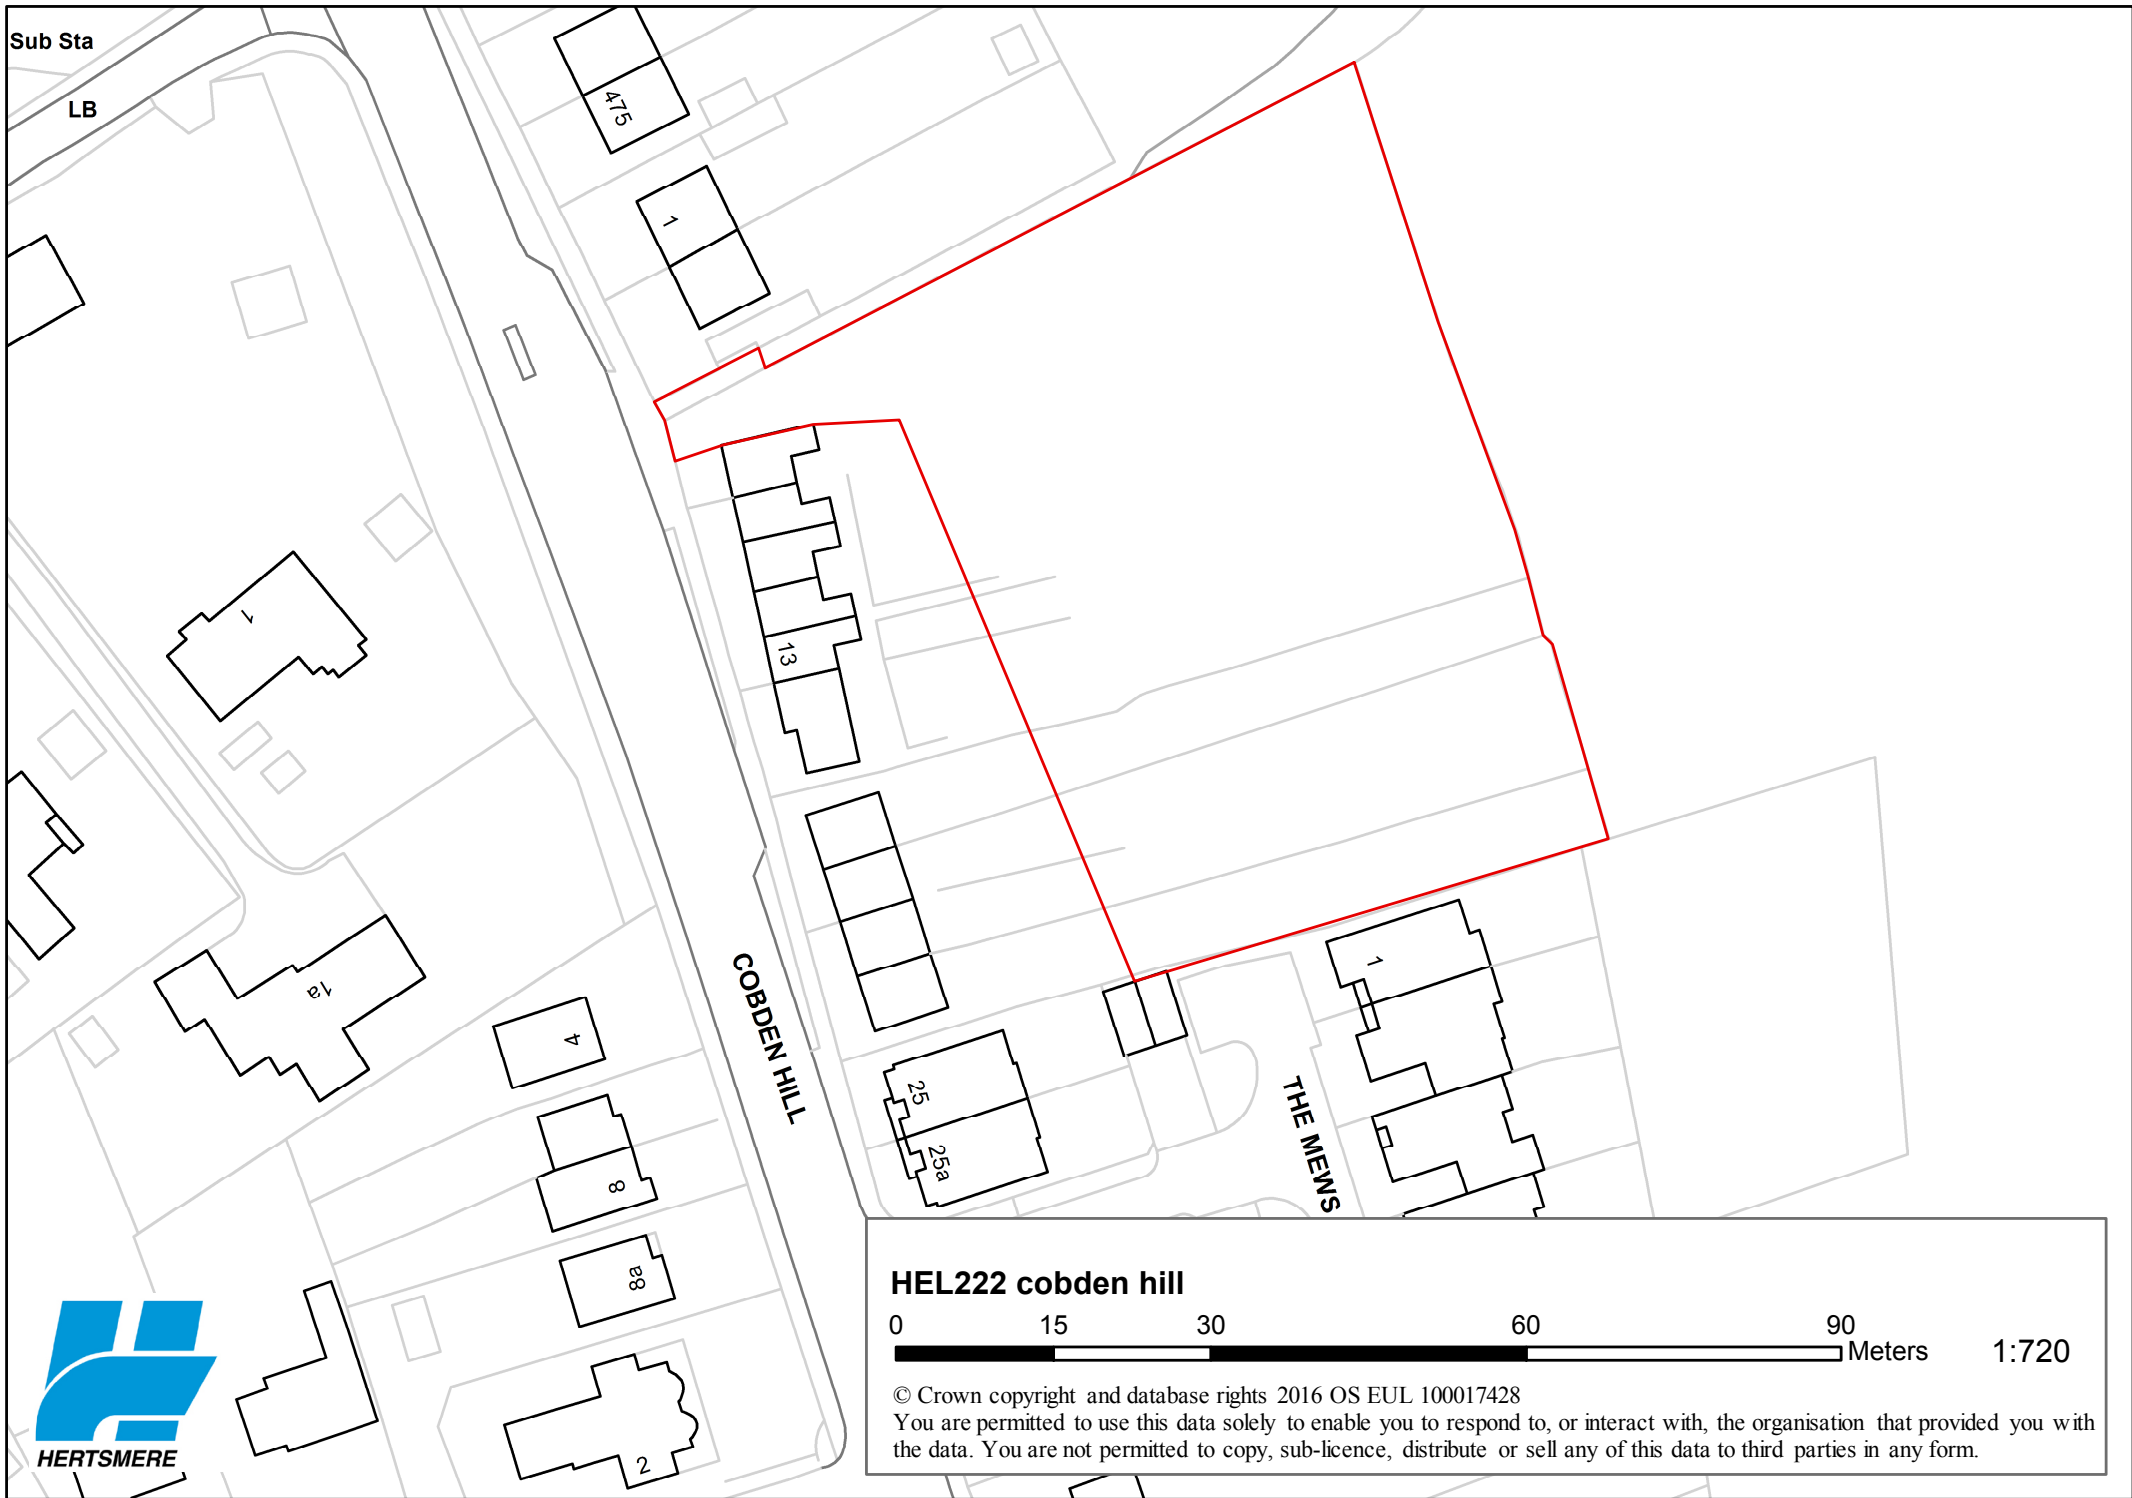 Sub Sta
LB
475
1
1
13
1a
4
COBDEN HILL
1
25
25a
THE MEWS
8
8a
2
HERTSMERE
HEL222 cobden hill
0 15 30 60 90
Meters 1:720
© Crown copyright and database rights 2016 OS EUL 100017428
You are permitted to use this data solely to enable you to respond to, or interact with, the organisation that provided you with
the data. You are not permitted to copy, sub-licence, distribute or sell any of this data to third parties in any form.